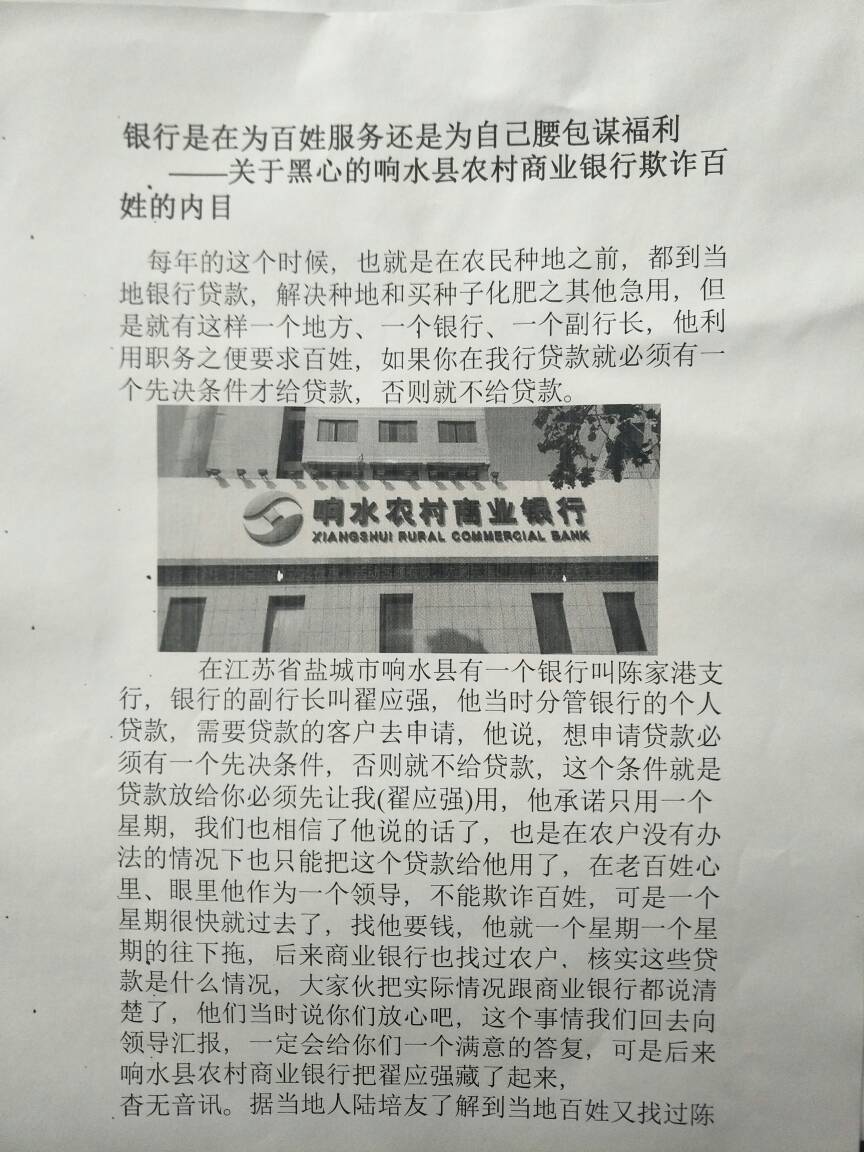 银行是在为百姓服务还是为自己腰包谋福利
——关于黑心的响水县农村商业银行欺诈百
姓的内目
每年的这个时候，也就是在农民种地之前，都到当
地银行贷款，解决种地和买种子化肥之其他急用，但
是就有这样一个地方、一个银行、一个副行长，他利
用职务之便要求百姓，如果你在我行贷款就必须有一
个先决条件才给贷款，否则就不给贷款。
响水农村商业银行
XIANGSHUI RURAL COMMERCIAL BANK
在江苏省盐城市响水县有一个银行叫陈家港支
行，银行的副行长叫翟应强，他当时分管银行的个人
贷款，需要贷款的客户去申请，他说，想申请贷款必
须有一个先决条件，否则就不给贷款，这个条件就是
贷款放给你必须先让我(翟应强)用，他承诺只用一个
星期，我们也相信了他说的话了，也是在农户没有办
法的情况下也只能把这个贷款给他用了，在老百姓心
里、眼里他作为一个领导，不能欺诈百姓，可是一个
星期很快就过去了，找他要钱，他就一个星期一个星
期的往下拖，后来商业银行也找过农户．核实这些贷
款是什么情况，大家伙把实际情况跟商业银行都说清
楚了，他们当时说你们放心吧，这个事情我们回去向
领导汇报，一定会给你们一个满意的答复，可是后来
响水县农村商业银行把翟应强藏了起来，
杳无音讯。据当地人陆培友了解到当地百姓又找过陈